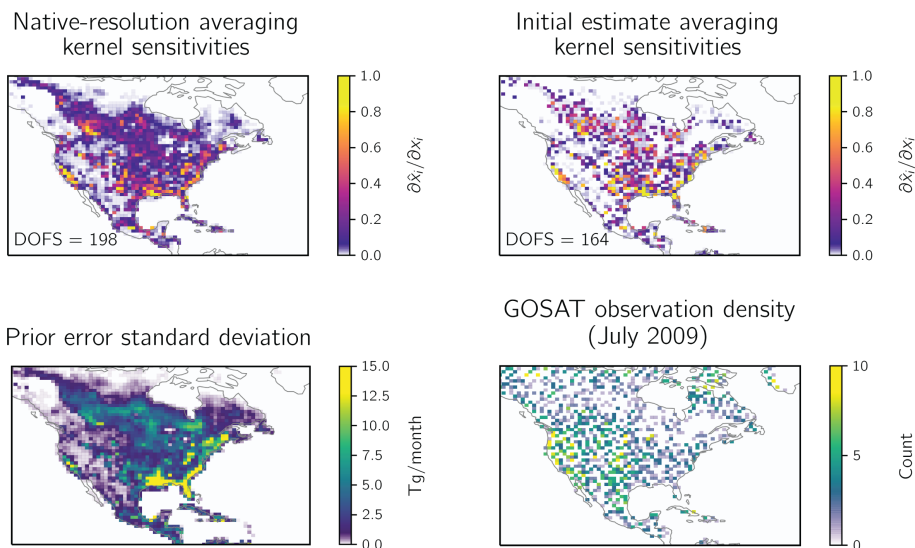 Native-resolution averaging
kernel sensitivities
1.0
0.8
0.6
0.4
0.2
0.0
∂x̂ᵢ/∂xᵢ
DOFS = 198
Initial estimate averaging
kernel sensitivities
1.0
0.8
0.6
0.4
0.2
0.0
∂x̂ᵢ/∂xᵢ
DOFS = 164
Prior error standard deviation
15.0
12.5
10.0
7.5
5.0
2.5
0.0
Tg/month
GOSAT observation density
(July 2009)
10
5
0
Count